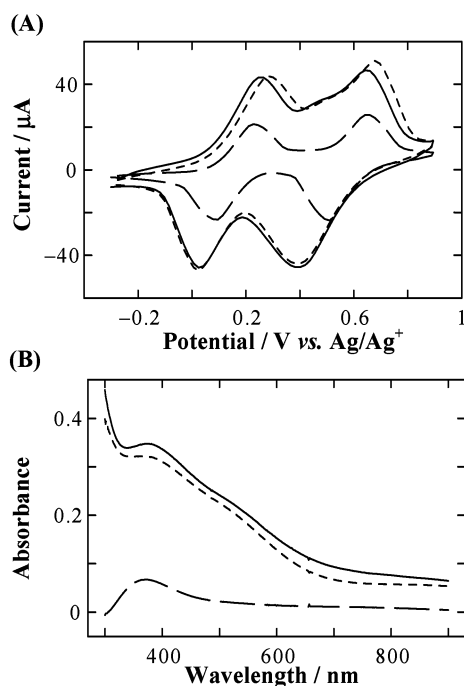 (A)
40
0
−40
Current / µA
−0.2 0.2 0.6 1
Potential / V vs. Ag/Ag+
(B)
0.4
0.2
0
Absorbance
400 600 800
Wavelength / nm